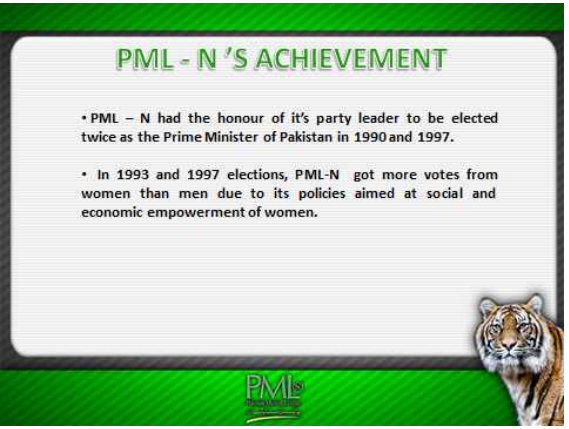 PML - N 'S ACHIEVEMENT
• PML – N had the honour of it's party leader to be elected
twice as the Prime Minister of Pakistan in 1990 and 1997.
• In 1993 and 1997 elections, PML-N got more votes from
women than men due to its policies aimed at social and
economic empowerment of women.
PML N